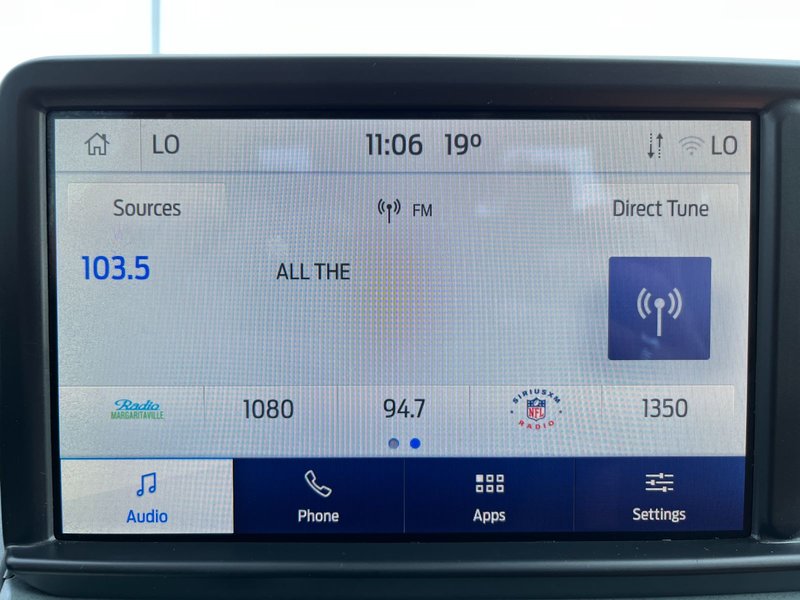 LO 11:06 19º LO
Sources FM Direct Tune
103.5 ALL THE
Radio MARGARITAVILLE 1080 94.7 SIRIUSXM NFL RADIO 1350
Audio Phone Apps Settings